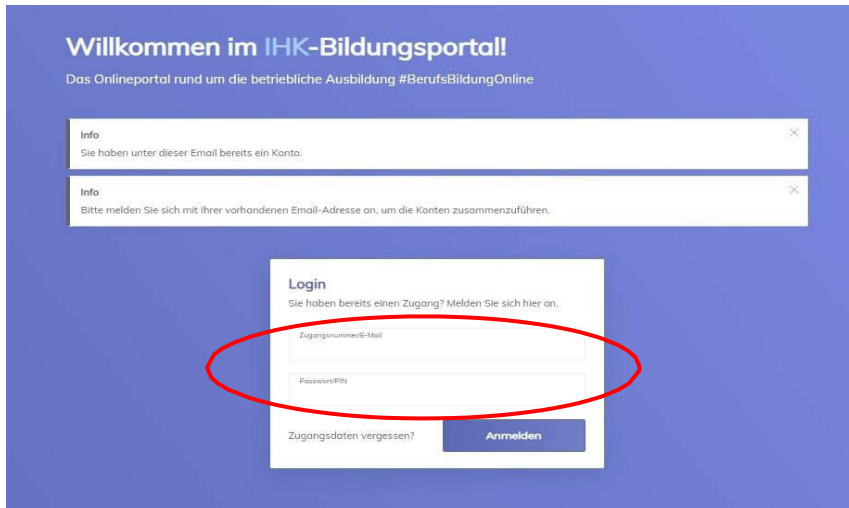 Willkommen im IHK-Bildungsportal!
Das Onlineportal rund um die betriebliche Ausbildung #BerufsBildungOnline
Info
Sie haben unter dieser Email bereits ein Konto.
Info
Bitte melden Sie sich mit Ihrer vorhandenen Email-Adresse an, um die Konten zusammenzuführen.
Login
Sie haben bereits einen Zugang? Melden Sie sich hier an.
Zugangsnummer/E-Mail
Passwort/PIN
Zugangsdaten vergessen?
Anmelden